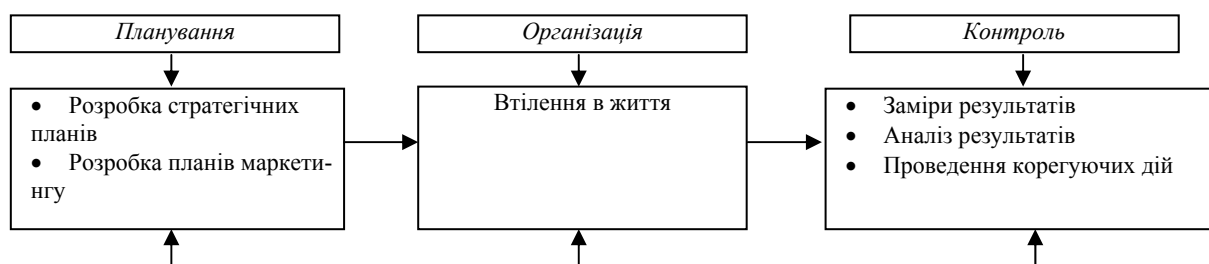 Планування
Організація
Контроль
• Розробка стратегічних
планів
• Розробка планів маркети-
нгу
Втілення в життя
• Заміри результатів
• Аналіз результатів
• Проведення корегуючих дій